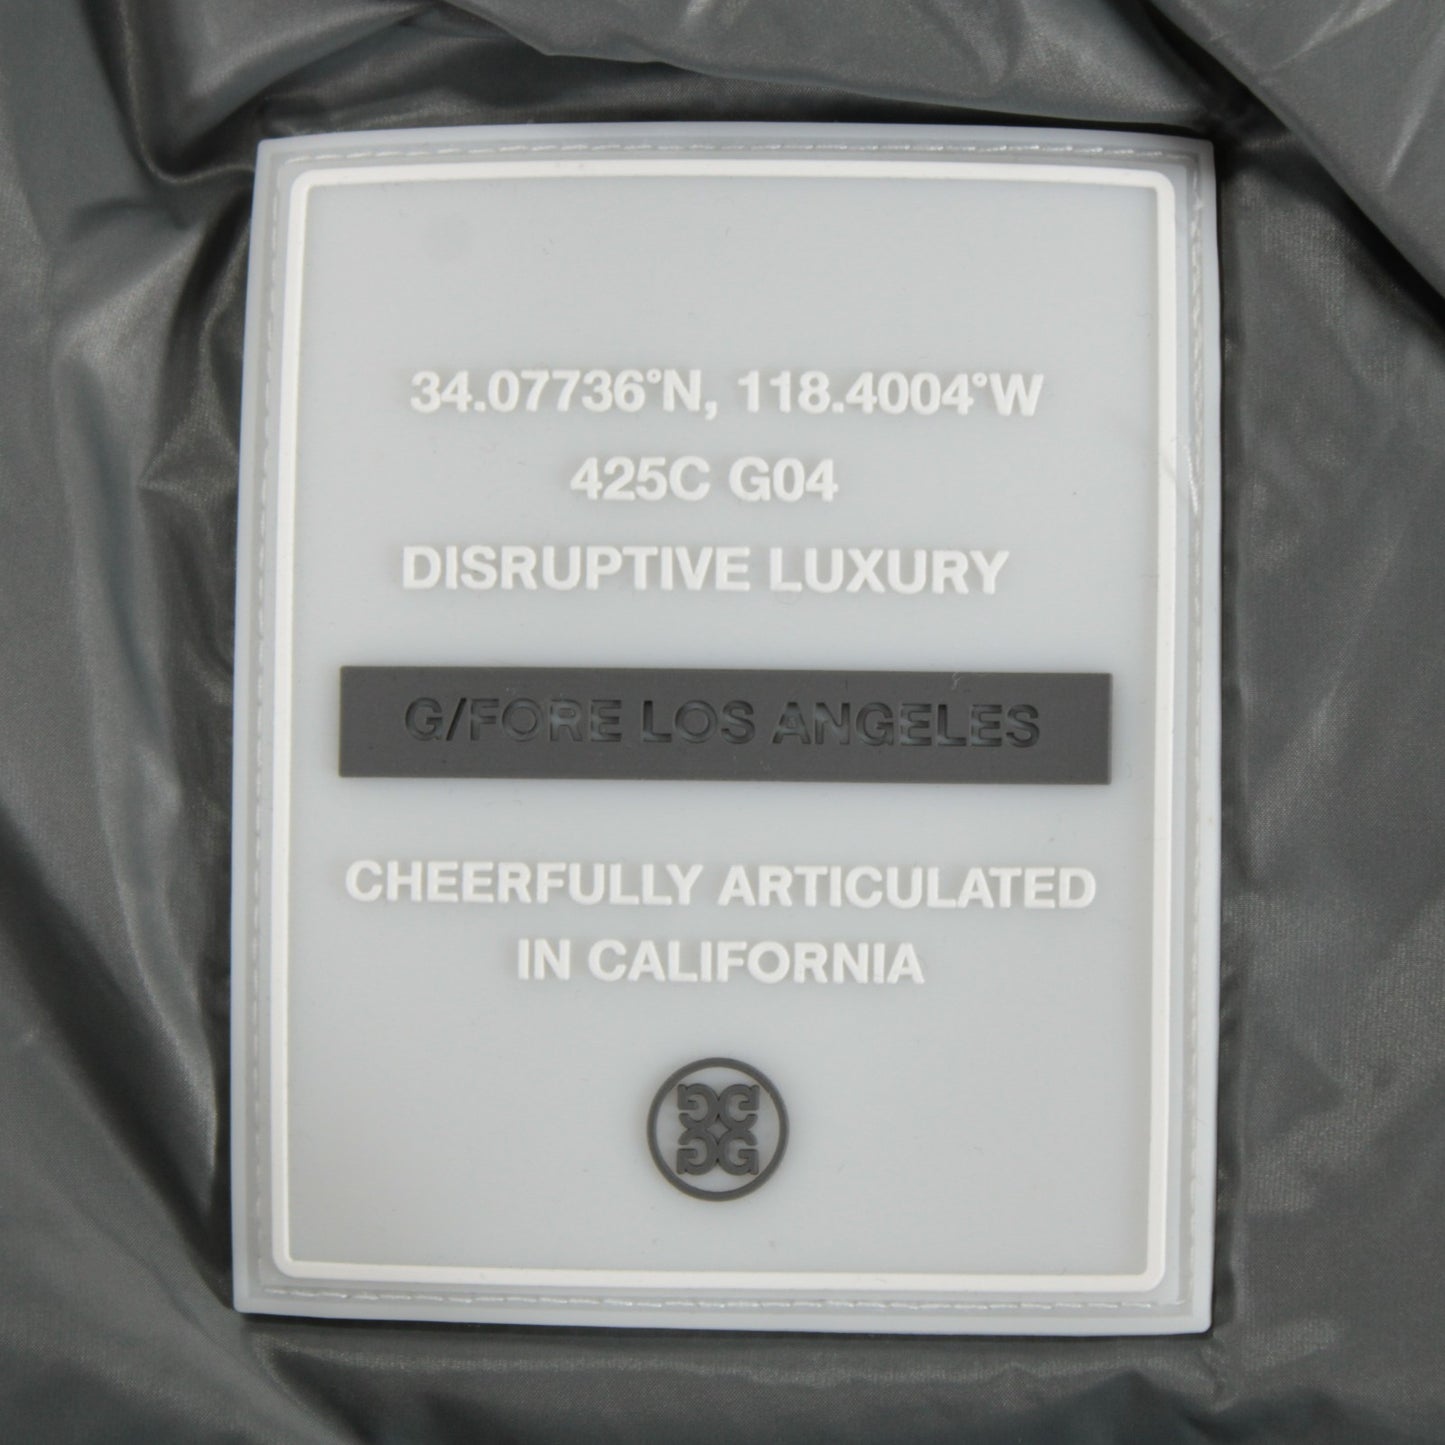 34.07736°N, 118.4004°W
425C G04
DISRUPTIVE LUXURY
G/FORE LOS ANGELES
CHEERFULLY ARTICULATED
IN CALIFORNIA